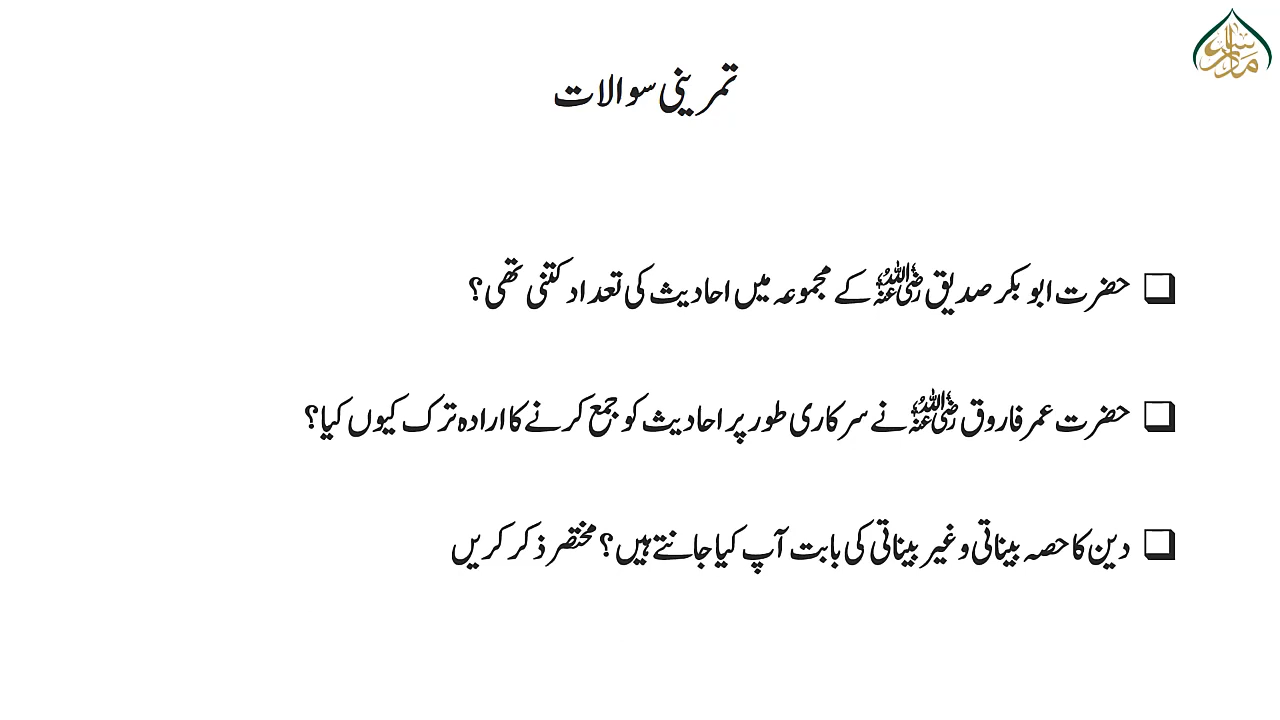 تمرینی سوالات
حضرت ابو بکر صدیق رضی اللہ عنہ کے مجموعہ میں احادیث کی تعداد کتنی تھی؟
حضرت عمر فاروق رضی اللہ عنہ نے سرکاری طور پر احادیث کو جمع کرنے کا ارادہ ترک کیوں کیا؟
دین کا حصہ بیناتی و غیر بیناتی کی بابت آپ کیا جانتے ہیں؟ مختصر ذکر کریں